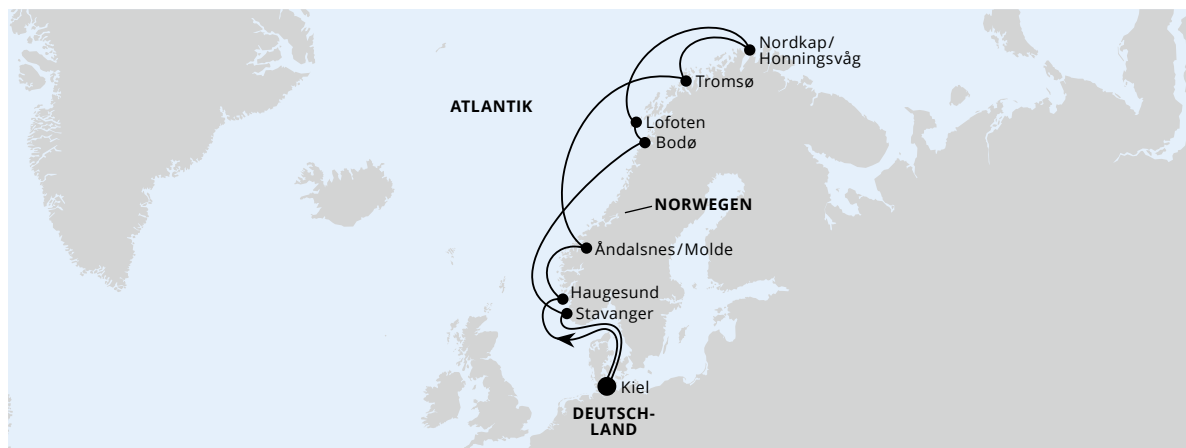 Nordkap/
Honningsvåg
Tromsø
ATLANTIK
Lofoten
Bodø
NORWEGEN
Åndalsnes/Molde
Haugesund
Stavanger
Kiel
DEUTSCH-
LAND